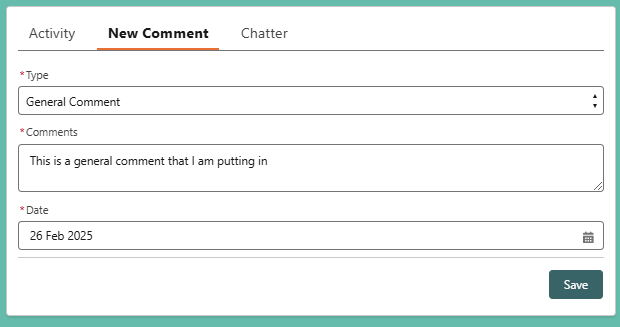 Activity New Comment Chatter
*Type
General Comment
*Comments
This is a general comment that I am putting in
*Date
26 Feb 2025
Save